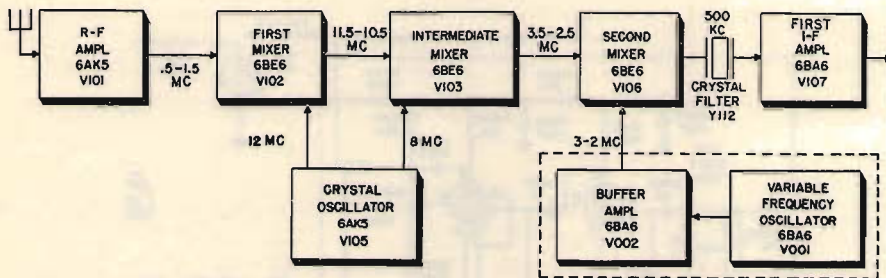 R-F
AMPL
6AK5
V101
.5-1.5
MC
FIRST
MIXER
6BE6
V102
11.5-10.5
MC
INTERMEDIATE
MIXER
6BE6
V103
3.5-2.5
MC
SECOND
MIXER
6BE6
V106
500
KC
CRYSTAL
FILTER
Y112
FIRST
I-F
AMPL
6BA6
V107
12 MC
8 MC
3-2 MC
CRYSTAL
OSCILLATOR
6AK5
V105
BUFFER
AMPL
6BA6
V002
VARIABLE
FREQUENCY
OSCILLATOR
6BA6
V001